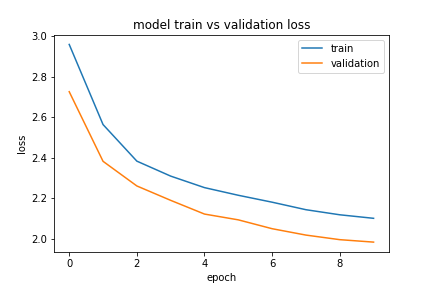 model train vs validation loss
3.0
2.8
2.6
2.4
2.2
2.0
loss
train
validation
0 2 4 6 8
epoch